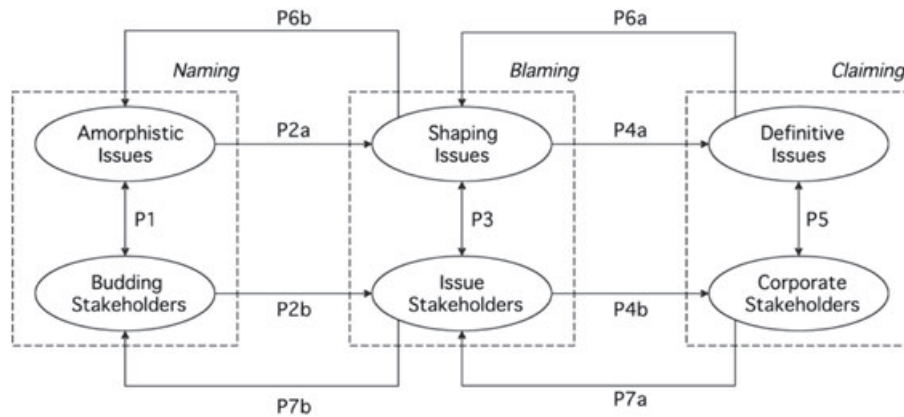 P6b
P6a
Naming
Blaming
Claiming
Amorphistic
Issues
P2a
Shaping
Issues
P4a
Definitive
Issues
P1
P3
P5
Budding
Stakeholders
P2b
Issue
Stakeholders
P4b
Corporate
Stakeholders
P7b
P7a